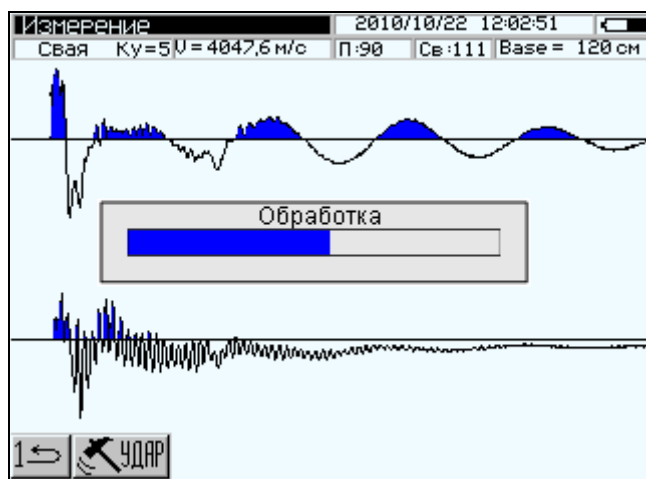 Измерение 2010/10/22 12:02:51
Свая Ку=5 V = 4047,6 м/с П:90 Св:111 Base = 120 см
Обработка
1 УДАР